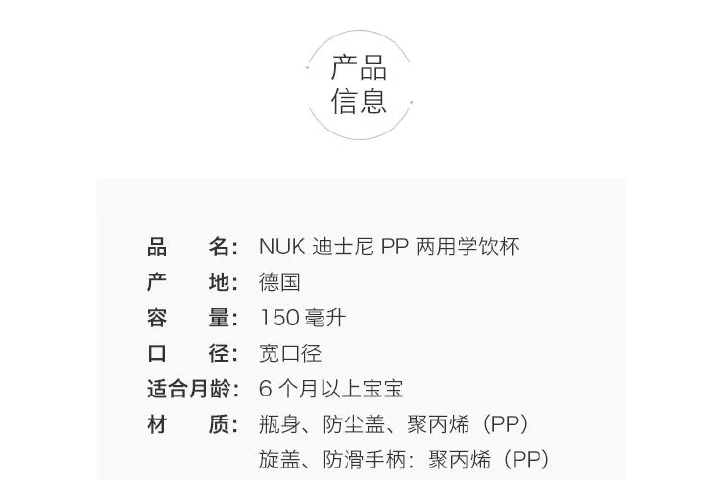 产品
信息
品　　名： NUK 迪士尼 PP 两用学饮杯
产　　地： 德国
容　　量： 150 毫升
口　　径： 宽口径
适合月龄： 6 个月以上宝宝
材　　质： 瓶身、防尘盖、聚丙烯（PP）
旋盖、防滑手柄：聚丙烯（PP）